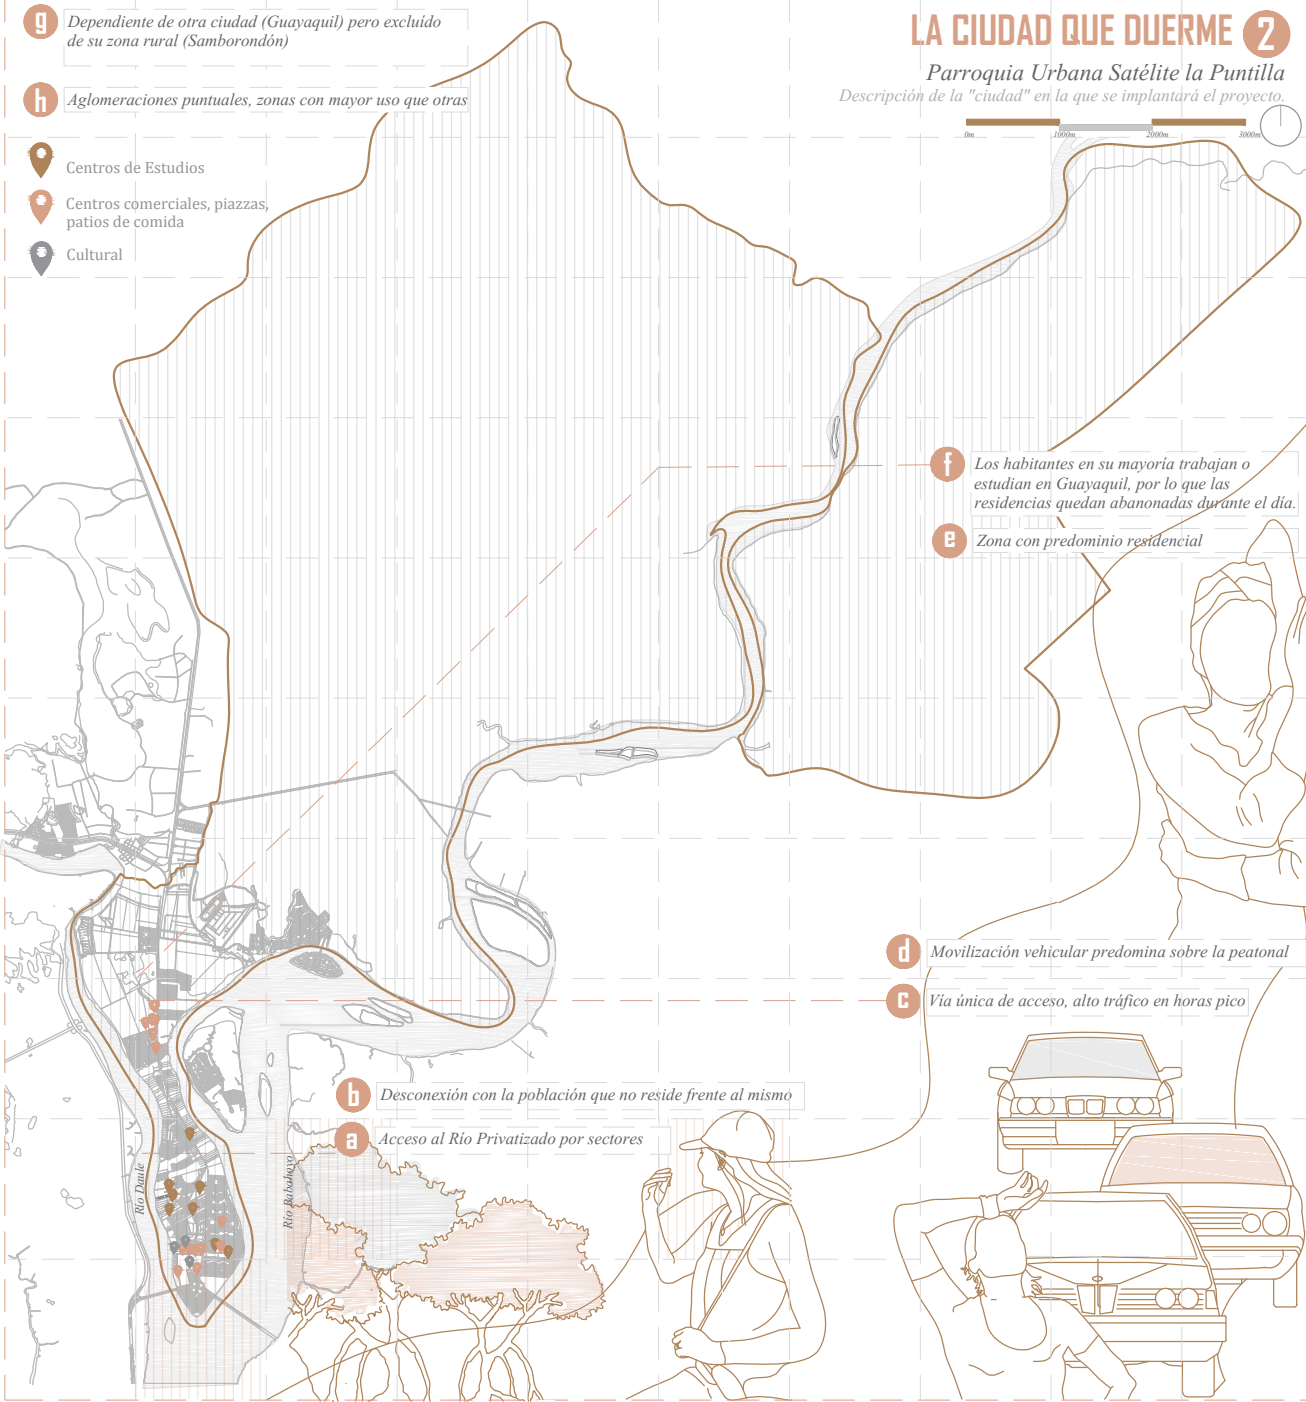 g
Dependiente de otra ciudad (Guayaquil) pero excluído
de su zona rural (Samborondón)
h
Aglomeraciones puntuales, zonas con mayor uso que otras
Centros de Estudios
Centros comerciales, piazzas,
patios de comida
Cultural
LA CIUDAD QUE DUERME 2
Parroquia Urbana Satélite la Puntilla
Descripción de la "ciudad" en la que se implantará el proyecto.
0m 1000m 2000m 3000m
f
Los habitantes en su mayoría trabajan o
estudian en Guayaquil, por lo que las
residencias quedan abanonadas durante el día.
e
Zona con predominio residencial
d
Movilización vehicular predomina sobre la peatonal
c
Vía única de acceso, alto tráfico en horas pico
b
Desconexión con la población que no reside frente al mismo
a
Acceso al Río Privatizado por sectores
Río Daule
Río Babahoyo